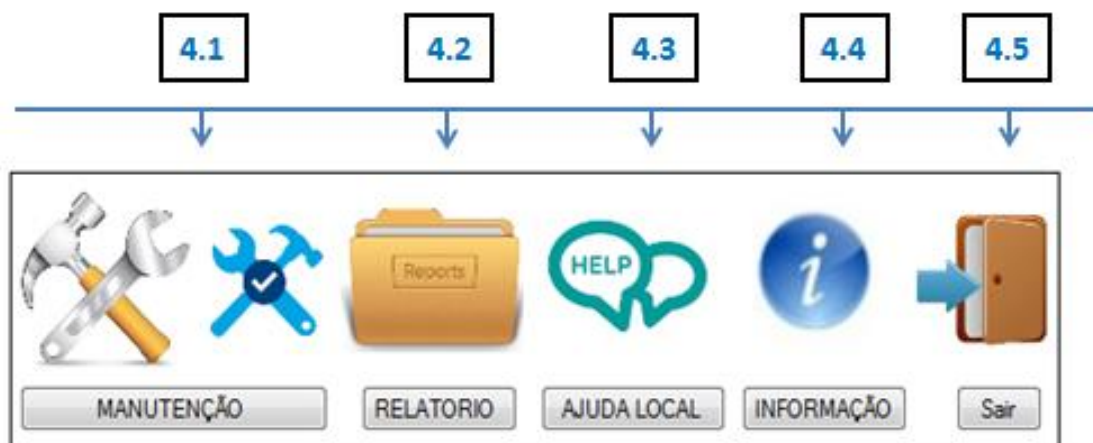 4.1 4.2 4.3 4.4 4.5
Reports
HELP
i
MANUTENÇÃO RELATORIO AJUDA LOCAL INFORMAÇÃO Sair